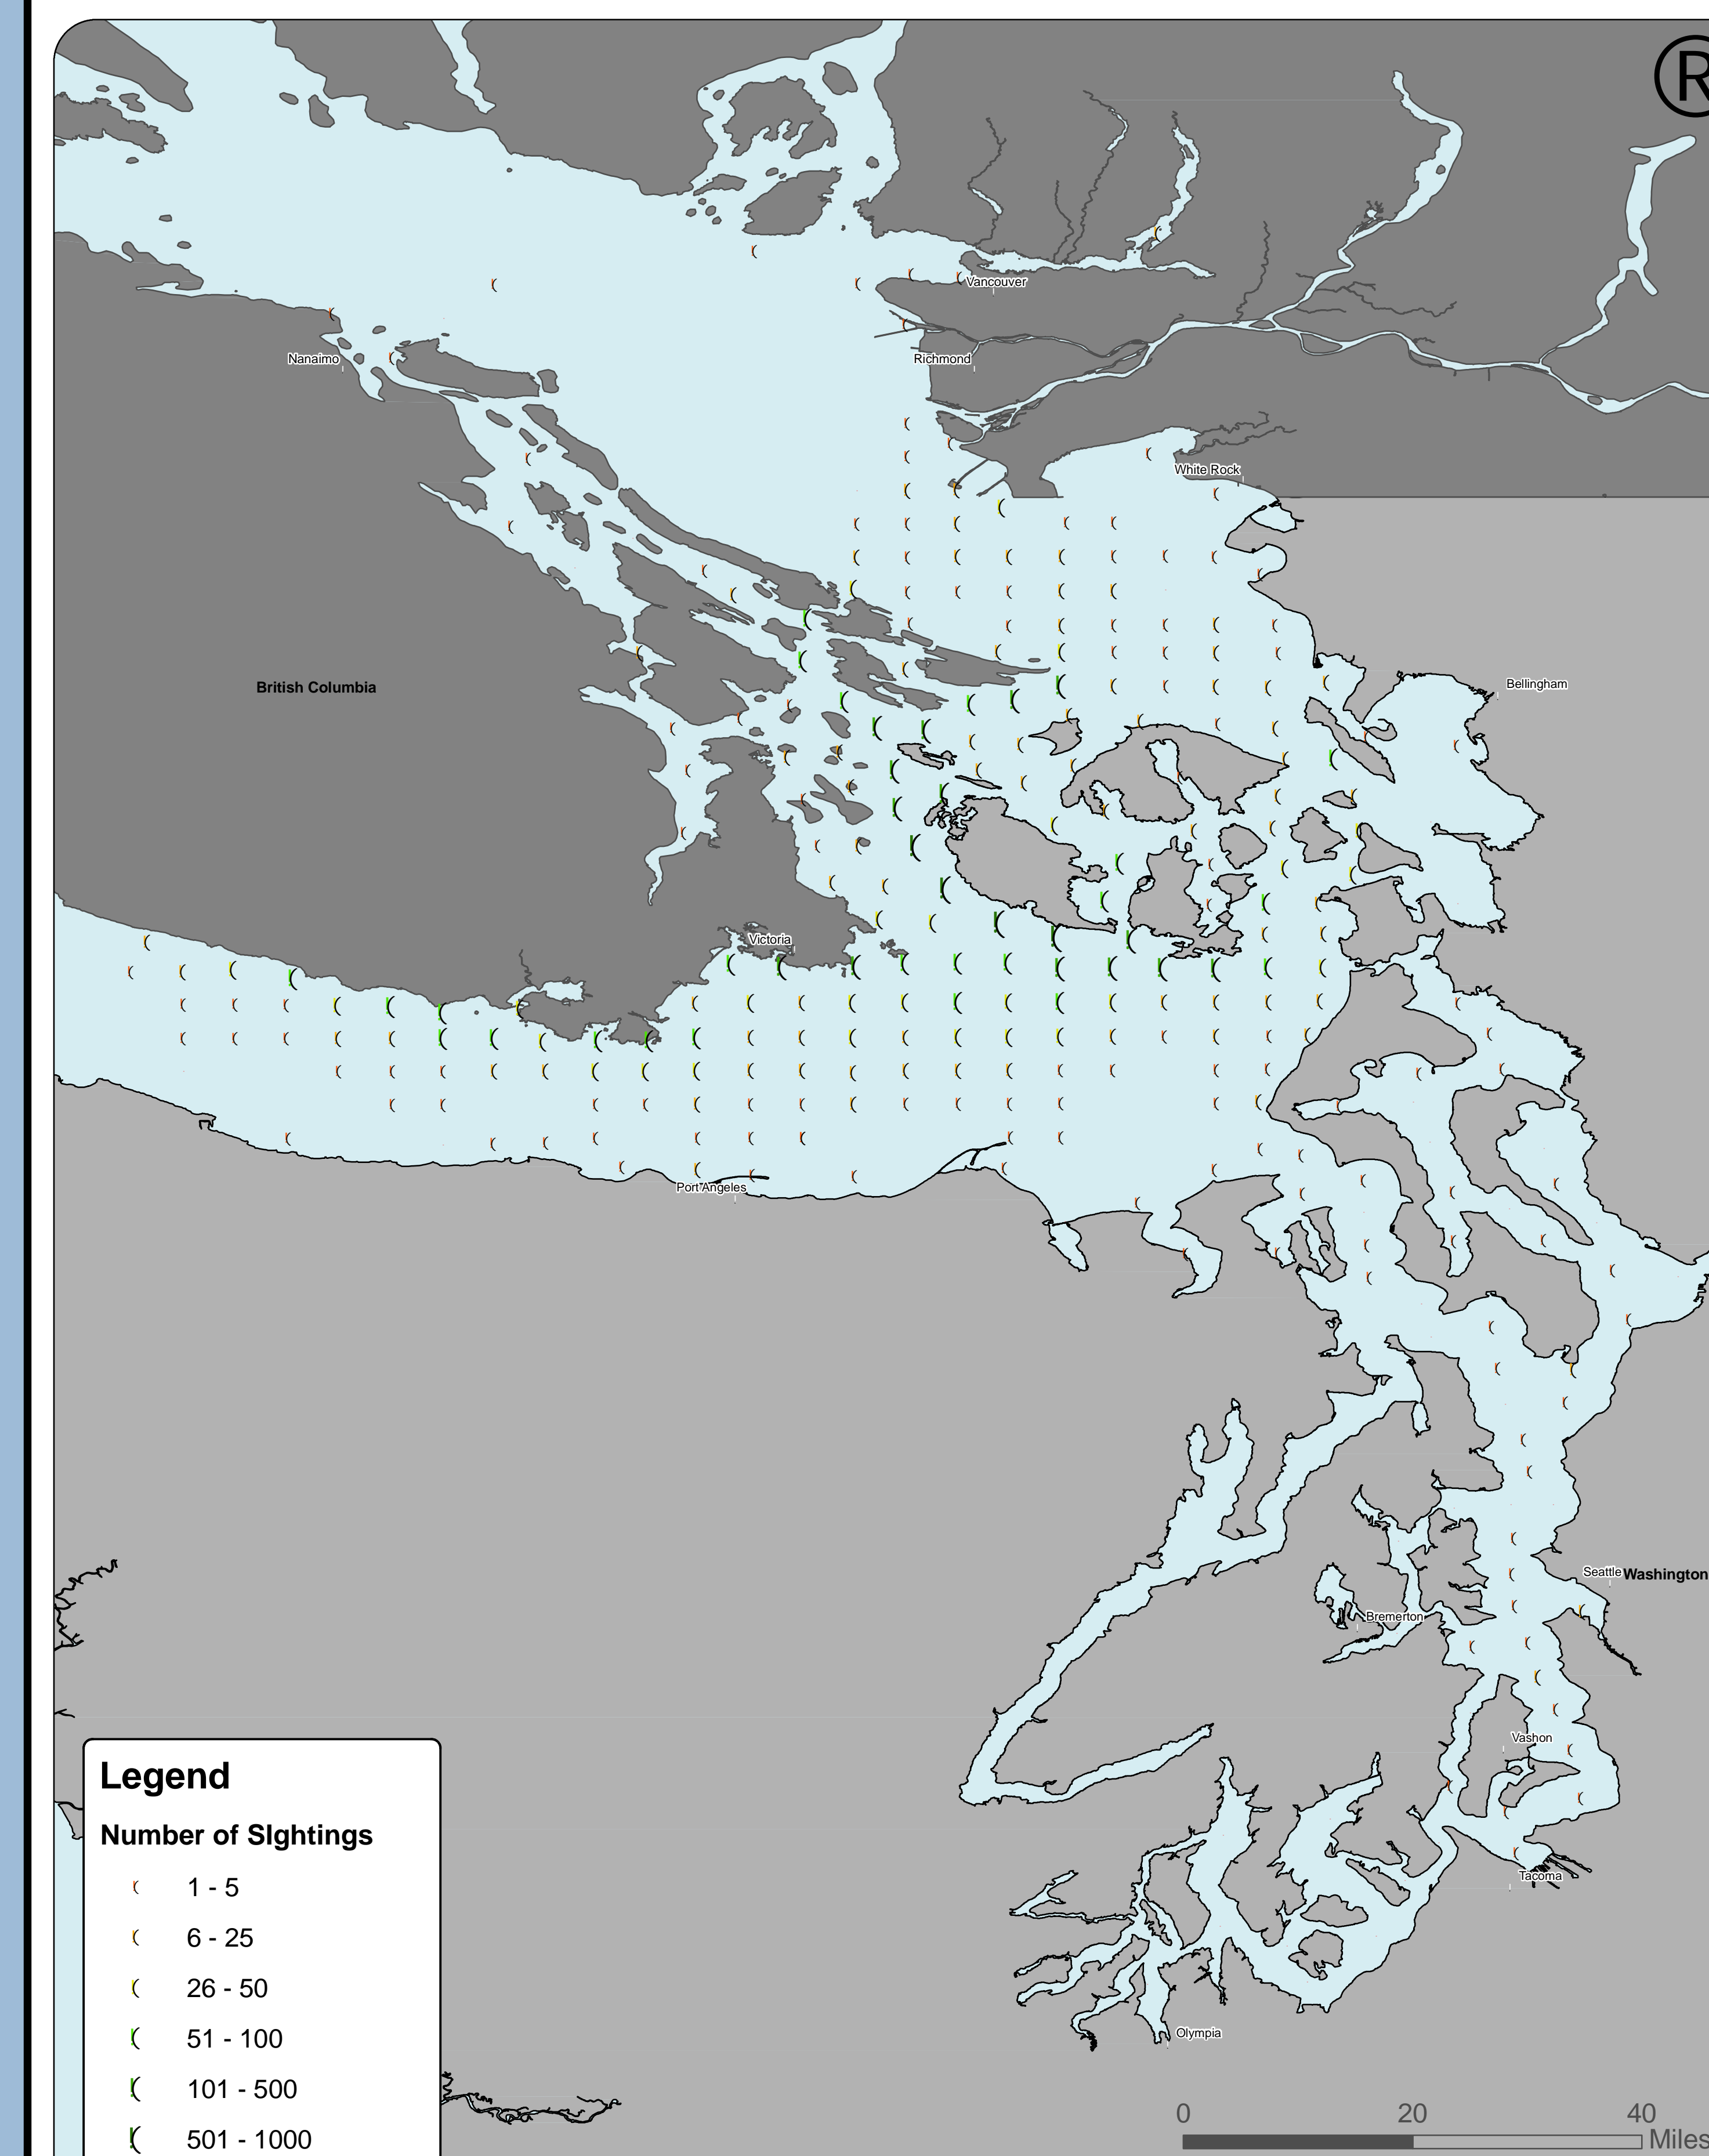 ®
Vancouver
Nanaimo
Richmond
White Rock
British Columbia
Bellingham
Victoria
Port Angeles
Seattle
Washington
Bremerton
Vashon
Tacoma
Olympia
Legend
Number of SIghtings
1 - 5
6 - 25
26 - 50
51 - 100
101 - 500
501 - 1000
0 20 40
Miles